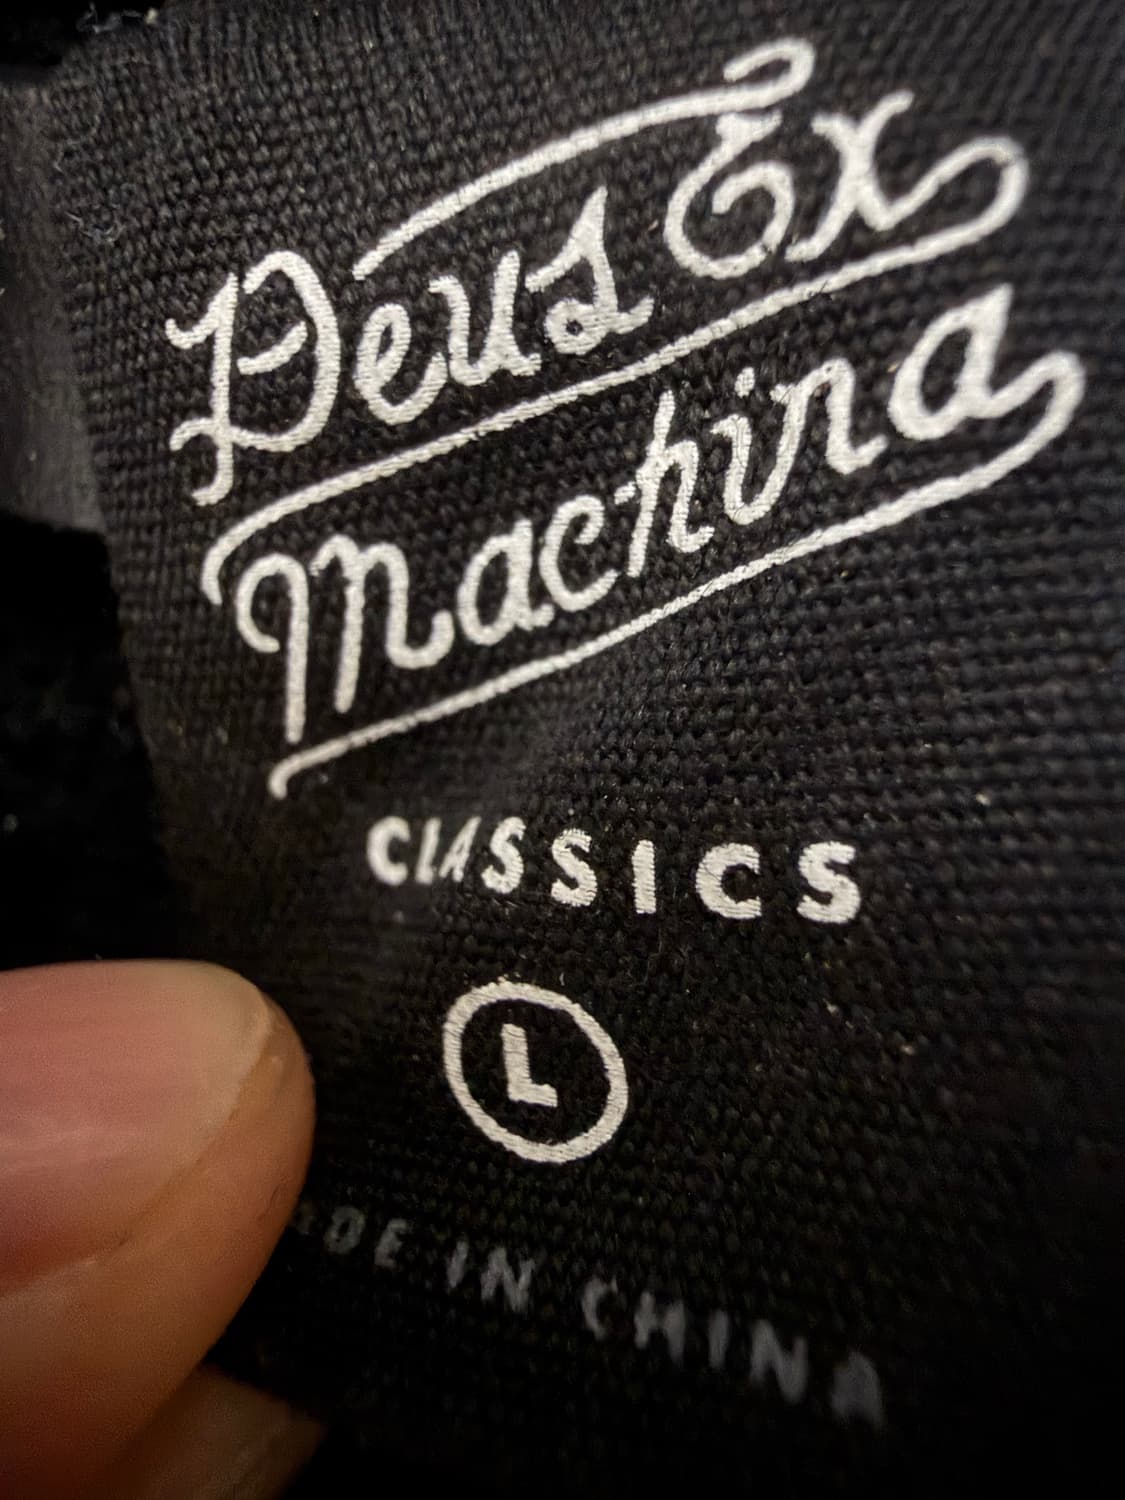 Deus Ex
Machina
CLASSICS
L
IN CHINA